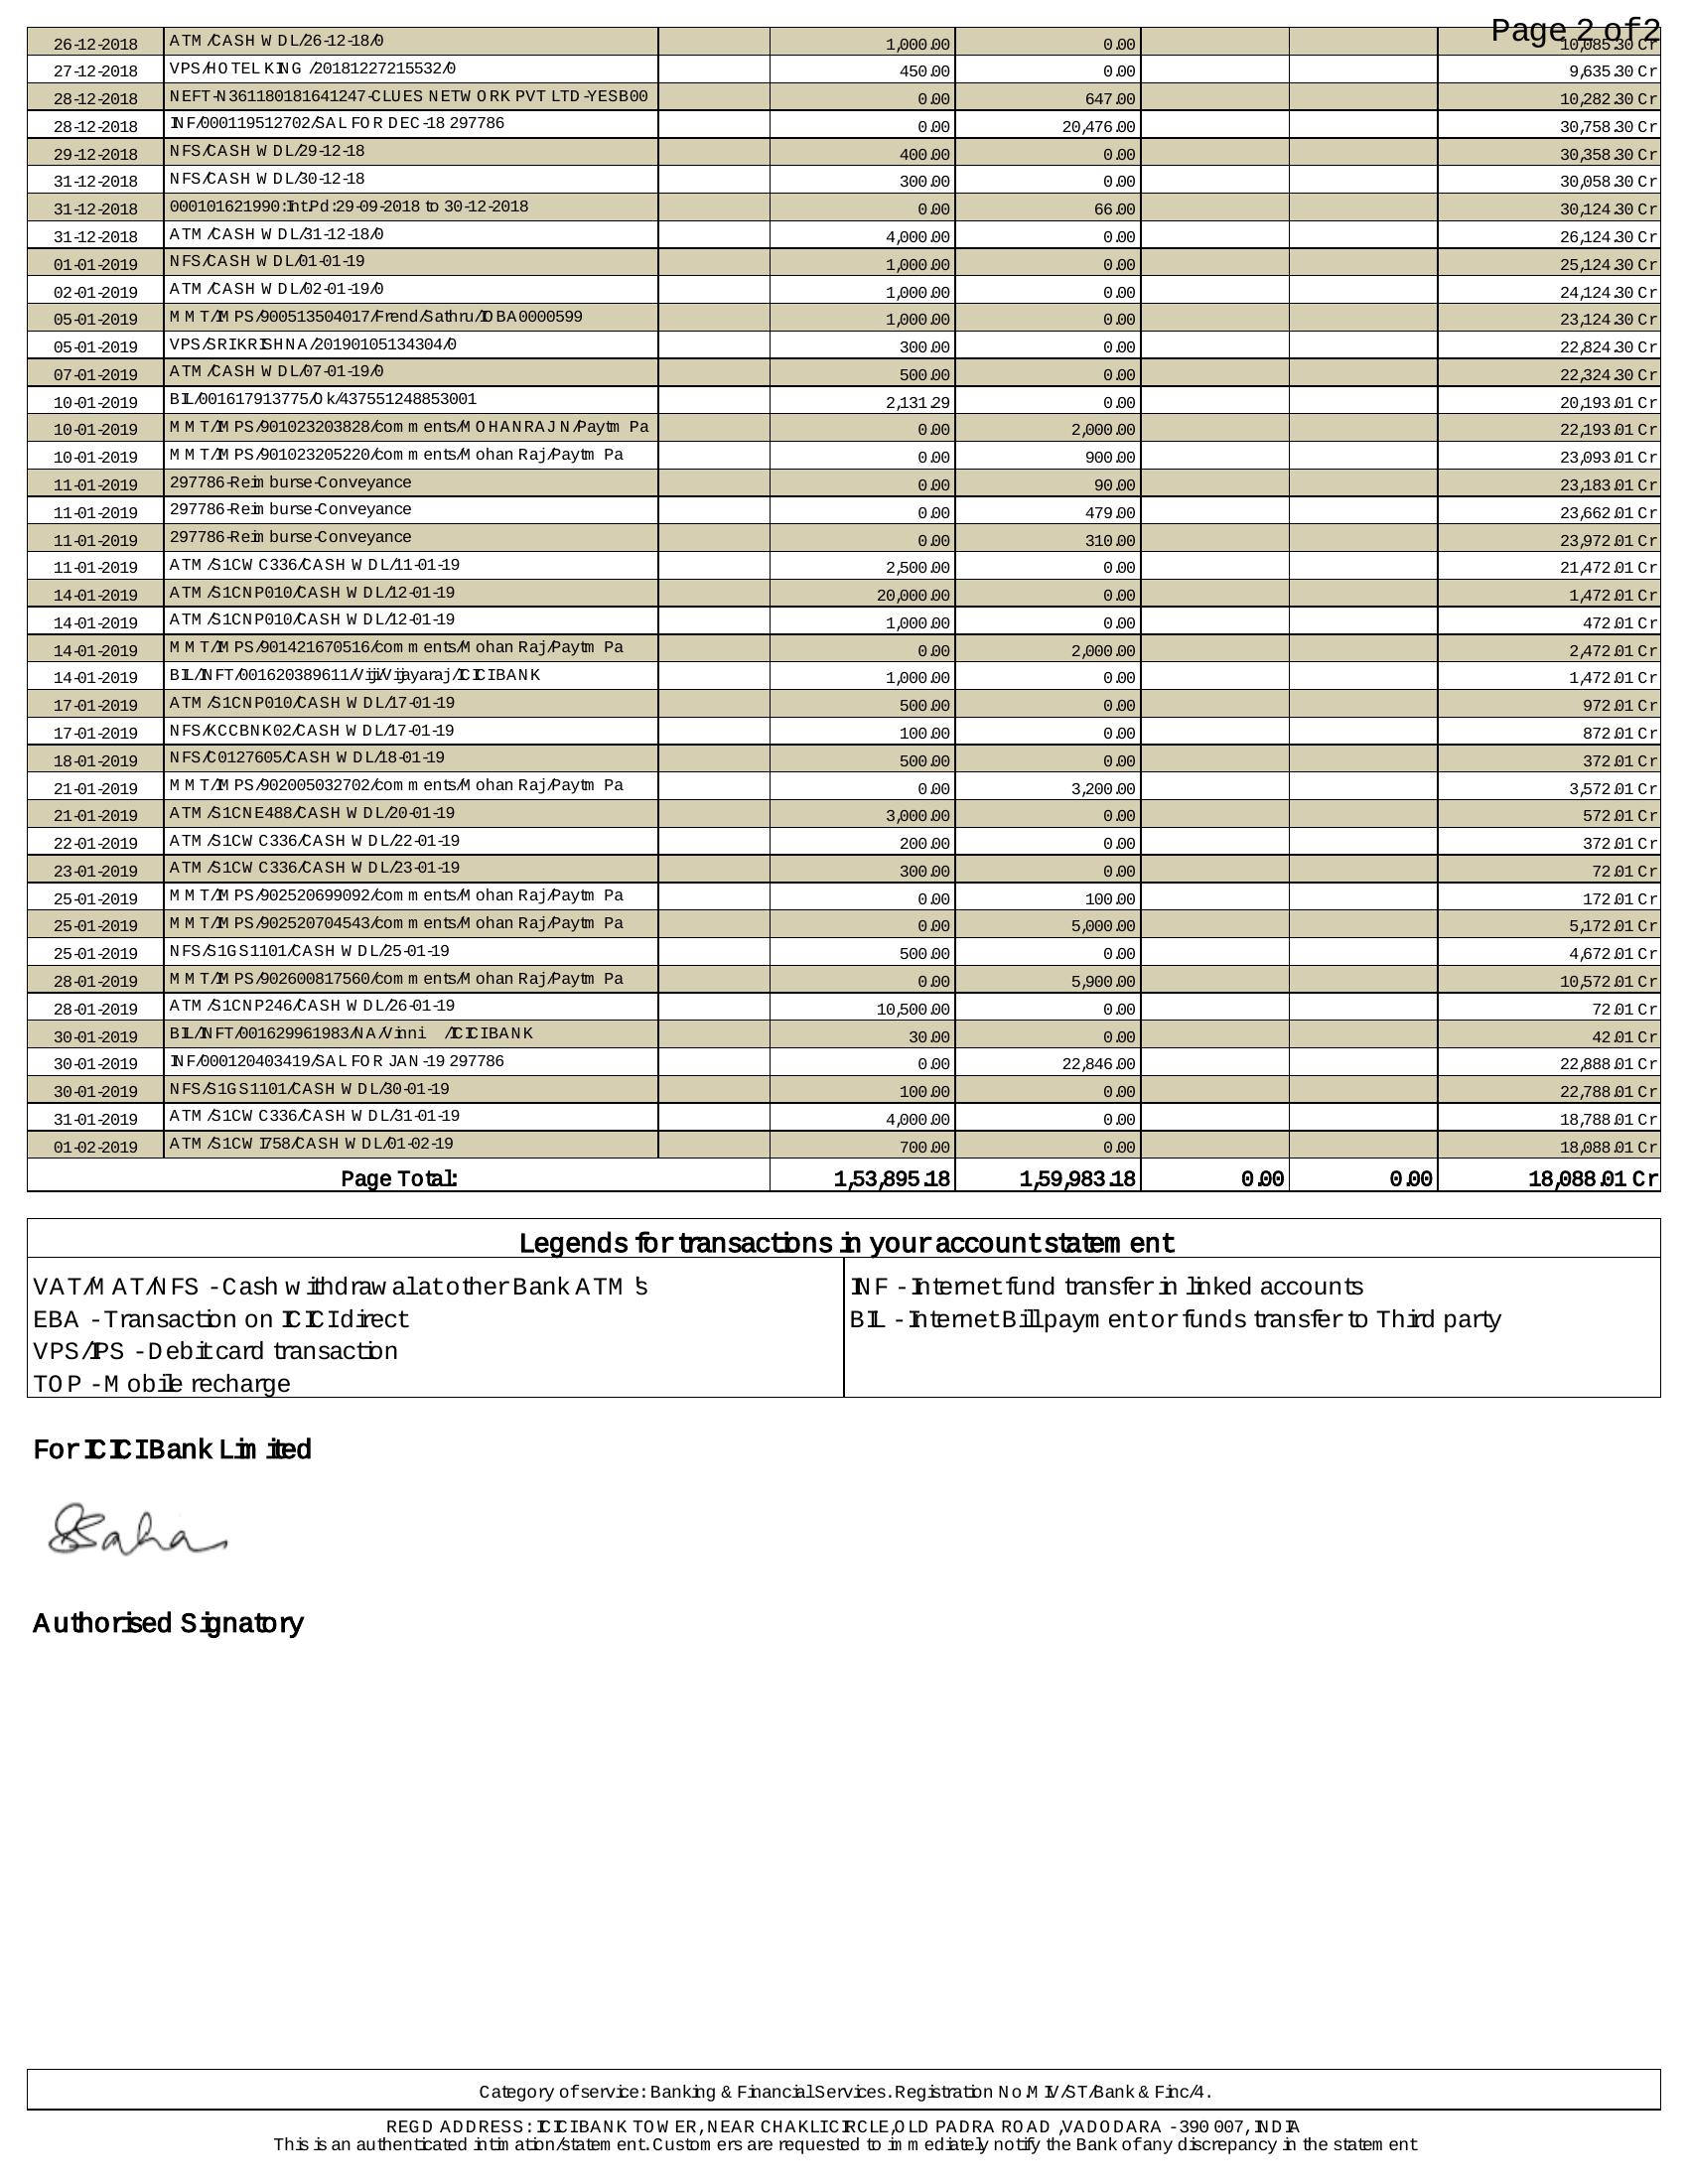 Page 2 of 2
26-12-2018 ATM/CASH WDL/26-12-18/0 1,000.00 0.00 10,085.30 Cr
27-12-2018 VPS/HOTEL KING /20181227215532/0 450.00 0.00 9,635.30 Cr
28-12-2018 NEFT-N361180181641247-CLUES NETWORK PVT LTD-YESB00 0.00 647.00 10,282.30 Cr
28-12-2018 INF/000119512702/SAL FOR DEC-18 297786 0.00 20,476.00 30,758.30 Cr
29-12-2018 NFS/CASH WDL/29-12-18 400.00 0.00 30,358.30 Cr
31-12-2018 NFS/CASH WDL/30-12-18 300.00 0.00 30,058.30 Cr
31-12-2018 000101621990:Int.Pd:29-09-2018 to 30-12-2018 0.00 66.00 30,124.30 Cr
31-12-2018 ATM/CASH WDL/31-12-18/0 4,000.00 0.00 26,124.30 Cr
01-01-2019 NFS/CASH WDL/01-01-19 1,000.00 0.00 25,124.30 Cr
02-01-2019 ATM/CASH WDL/02-01-19/0 1,000.00 0.00 24,124.30 Cr
05-01-2019 MMT/IMPS/900513504017/Frend/Sathru/IOBA0000599 1,000.00 0.00 23,124.30 Cr
05-01-2019 VPS/SRIKRISHNA/20190105134304/0 300.00 0.00 22,824.30 Cr
07-01-2019 ATM/CASH WDL/07-01-19/0 500.00 0.00 22,324.30 Cr
10-01-2019 BIL/001617913775/Ok/437551248853001 2,131.29 0.00 20,193.01 Cr
10-01-2019 MMT/IMPS/901023203828/comments/MOHANRAJ N/Paytm Pa 0.00 2,000.00 22,193.01 Cr
10-01-2019 MMT/IMPS/901023205220/comments/Mohan Raj/Paytm Pa 0.00 900.00 23,093.01 Cr
11-01-2019 297786-Reimburse-Conveyance 0.00 90.00 23,183.01 Cr
11-01-2019 297786-Reimburse-Conveyance 0.00 479.00 23,662.01 Cr
11-01-2019 297786-Reimburse-Conveyance 0.00 310.00 23,972.01 Cr
11-01-2019 ATM/S1CWC336/CASH WDL/11-01-19 2,500.00 0.00 21,472.01 Cr
14-01-2019 ATM/S1CNP010/CASH WDL/12-01-19 20,000.00 0.00 1,472.01 Cr
14-01-2019 ATM/S1CNP010/CASH WDL/12-01-19 1,000.00 0.00 472.01 Cr
14-01-2019 MMT/IMPS/901421670516/comments/Mohan Raj/Paytm Pa 0.00 2,000.00 2,472.01 Cr
14-01-2019 BIL/INFT/001620389611/Viji/Vijayaraj/ICICIBANK 1,000.00 0.00 1,472.01 Cr
17-01-2019 ATM/S1CNP010/CASH WDL/17-01-19 500.00 0.00 972.01 Cr
17-01-2019 NFS/KCCBNK02/CASH WDL/17-01-19 100.00 0.00 872.01 Cr
18-01-2019 NFS/C0127605/CASH WDL/18-01-19 500.00 0.00 372.01 Cr
21-01-2019 MMT/IMPS/902005032702/comments/Mohan Raj/Paytm Pa 0.00 3,200.00 3,572.01 Cr
21-01-2019 ATM/S1CNE488/CASH WDL/20-01-19 3,000.00 0.00 572.01 Cr
22-01-2019 ATM/S1CWC336/CASH WDL/22-01-19 200.00 0.00 372.01 Cr
23-01-2019 ATM/S1CWC336/CASH WDL/23-01-19 300.00 0.00 72.01 Cr
25-01-2019 MMT/IMPS/902520699092/comments/Mohan Raj/Paytm Pa 0.00 100.00 172.01 Cr
25-01-2019 MMT/IMPS/902520704543/comments/Mohan Raj/Paytm Pa 0.00 5,000.00 5,172.01 Cr
25-01-2019 NFS/S1GS1101/CASH WDL/25-01-19 500.00 0.00 4,672.01 Cr
28-01-2019 MMT/IMPS/902600817560/comments/Mohan Raj/Paytm Pa 0.00 5,900.00 10,572.01 Cr
28-01-2019 ATM/S1CNP246/CASH WDL/26-01-19 10,500.00 0.00 72.01 Cr
30-01-2019 BIL/INFT/001629961983/NA/Vinni /ICICIBANK 30.00 0.00 42.01 Cr
30-01-2019 INF/000120403419/SAL FOR JAN-19 297786 0.00 22,846.00 22,888.01 Cr
30-01-2019 NFS/S1GS1101/CASH WDL/30-01-19 100.00 0.00 22,788.01 Cr
31-01-2019 ATM/S1CWC336/CASH WDL/31-01-19 4,000.00 0.00 18,788.01 Cr
01-02-2019 ATM/S1CWI758/CASH WDL/01-02-19 700.00 0.00 18,088.01 Cr
Page Total: 1,53,895.18 1,59,983.18 0.00 0.00 18,088.01 Cr
Legends for transactions in your account statement
VAT/MAT/NFS - Cash withdrawal at other Bank ATM's
EBA - Transaction on ICICI direct
VPS/IPS - Debit card transaction
TOP - Mobile recharge
INF - Internet fund transfer in linked accounts
BIL - Internet Bill payment or funds transfer to Third party
For ICICI Bank Limited
SSaha
Authorised Signatory
Category of service: Banking & Financial Services. Registration No.MIV/ST/Bank & Finc/4.
REGD ADDRESS: ICICI BANK TOWER, NEAR CHAKLI CIRCLE,OLD PADRA ROAD ,VADODARA - 390 007, INDIA
This is an authenticated intimation/statement. Customers are requested to immediately notify the Bank of any discrepancy in the statement